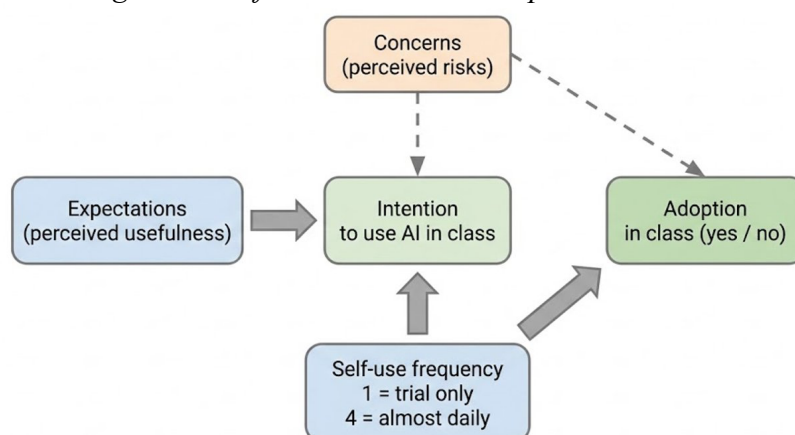 Concerns
(perceived risks)
Expectations
(perceived usefulness)
Intention
to use AI in class
Adoption
in class (yes / no)
Self-use frequency
1 = trial only
4 = almost daily